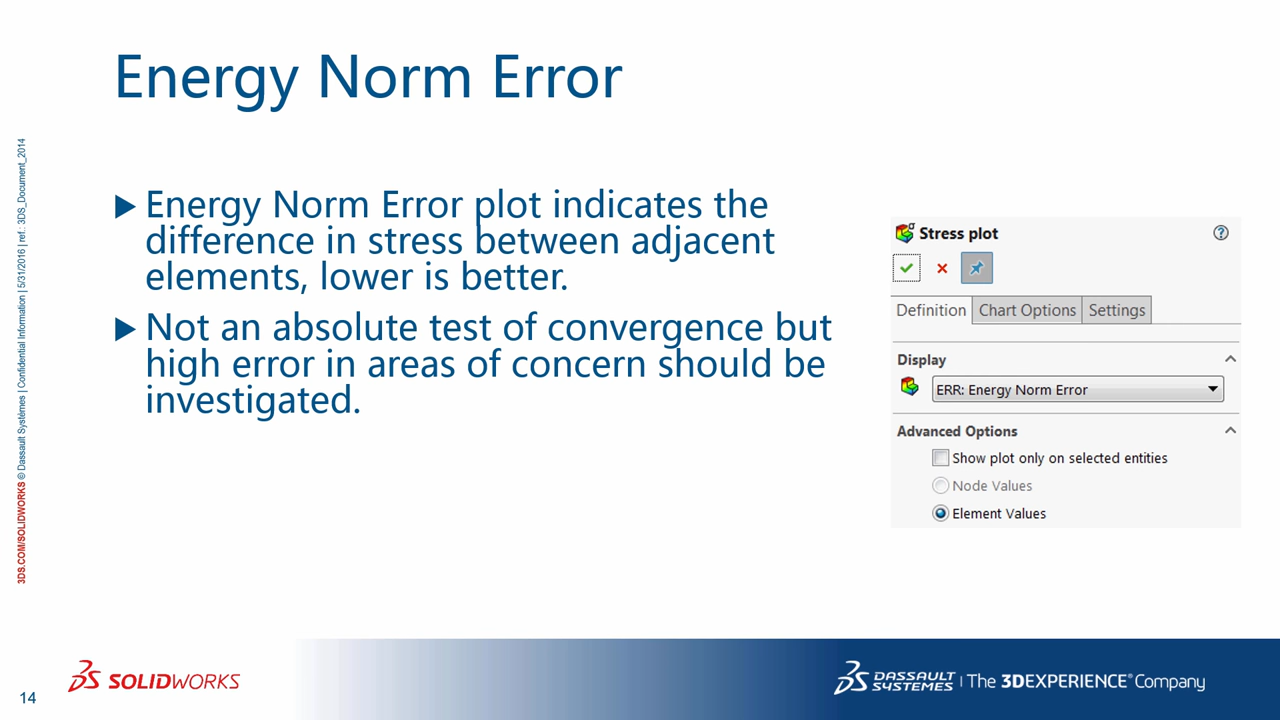 Energy Norm Error
Energy Norm Error plot indicates the
difference in stress between adjacent
elements, lower is better.
Not an absolute test of convergence but
high error in areas of concern should be
investigated.
Stress plot
Definition
Chart Options
Settings
Display
ERR: Energy Norm Error
Advanced Options
Show plot only on selected entities
Node Values
Element Values
3DS.COM/SOLIDWORKS © Dassault Systèmes | Confidential Information | 5/31/2016 | ref.: 3DS_Document_2014
14
SOLIDWORKS
DASSAULT
SYSTEMES | The 3DEXPERIENCE® Company